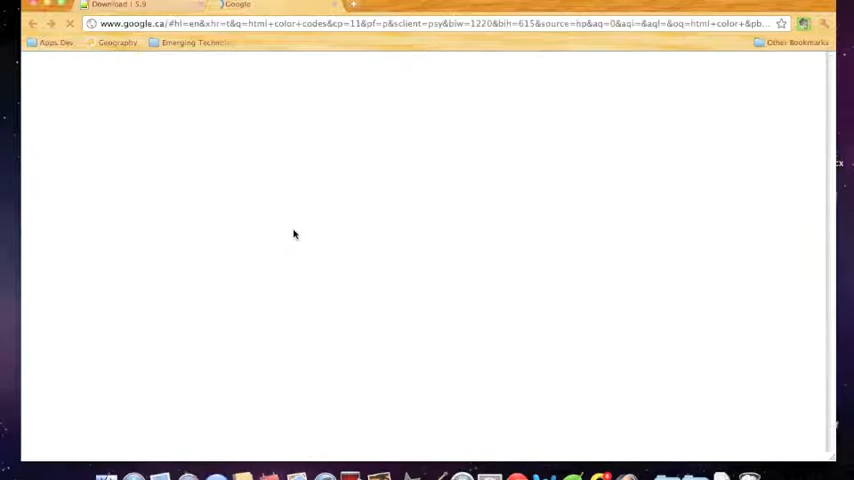 Download | 5.9
Google
www.google.ca/#hl=en&xhr=t&q=html+color+codes&cp=11&pf=p&sclient=psy&biw=1220&bih=615&source=hp&aq=0&aqi=&aql=&oq=html+color+&pb...
Apps Dev
Geography
Emerging Technolo
Other Bookmarks